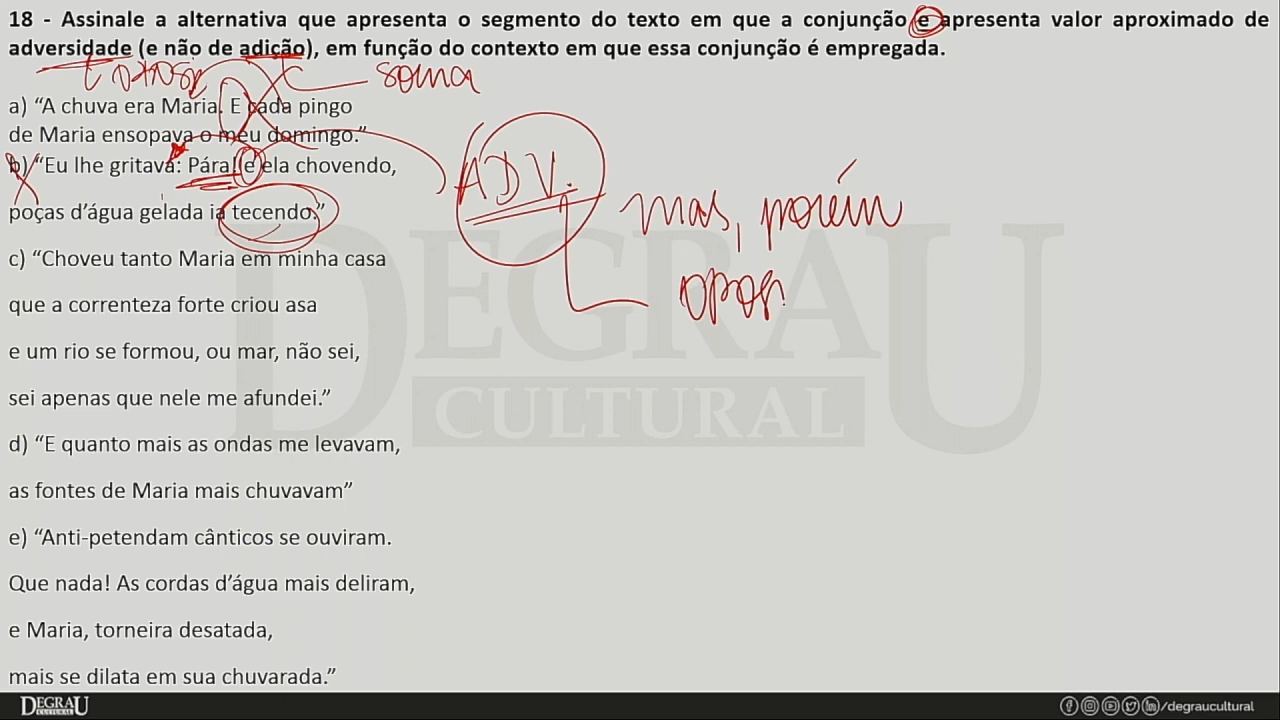 18 - Assinale a alternativa que apresenta o segmento do texto em que a conjunção e apresenta valor aproximado de
adversidade (e não de adição), em função do contexto em que essa conjunção é empregada.
soma
a) “A chuva era Maria. E cada pingo
de Maria ensopava o meu domingo.”
b) “Eu lhe gritava: Pára! e ela chovendo,
ADV.
poças d’água gelada ia tecendo.”
mas, porém
c) “Choveu tanto Maria em minha casa
que a correnteza forte criou asa
e um rio se formou, ou mar, não sei,
sei apenas que nele me afundei.”
d) “E quanto mais as ondas me levavam,
as fontes de Maria mais chuvavam”
e) “Anti-petendam cânticos se ouviram.
Que nada! As cordas d’água mais deliram,
e Maria, torneira desatada,
mais se dilata em sua chuvarada.”
DEGRAU
CULTURAL
DEGRAU
CULTURAL
/degraucultural